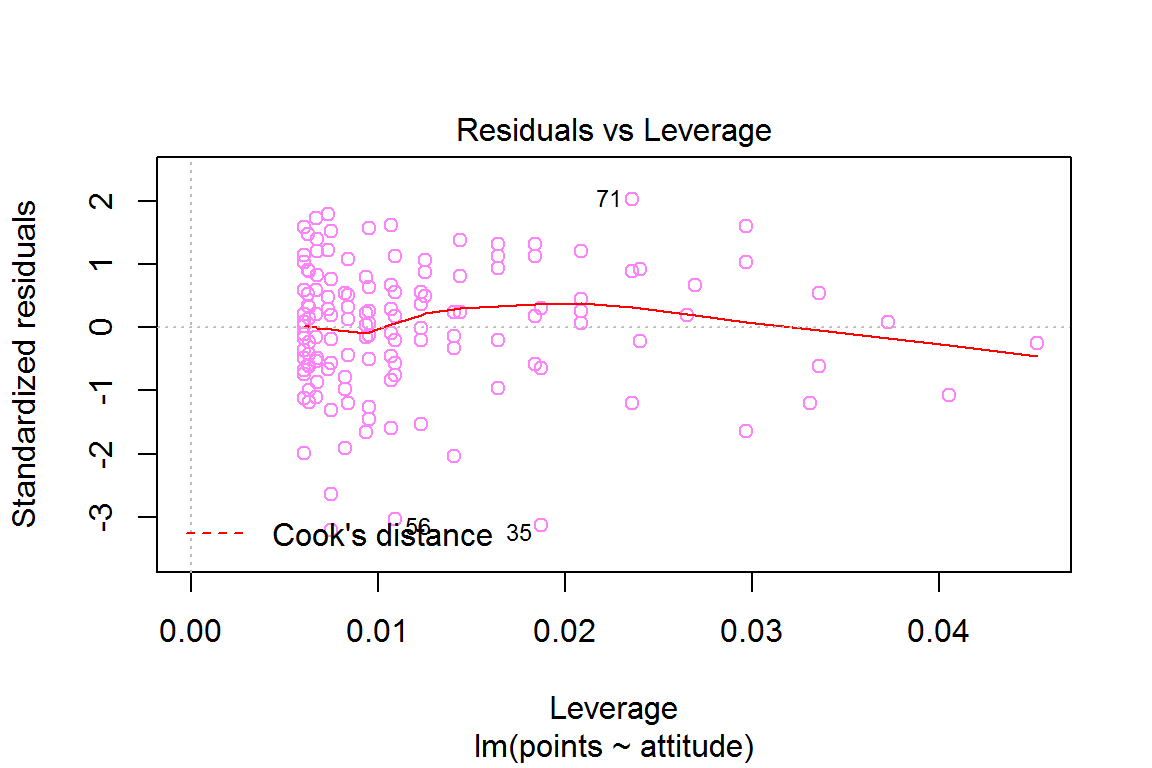 Residuals vs Leverage
Standardized residuals
2
1
0
-1
-2
-3
71
56
35
Cook's distance
0.00 0.01 0.02 0.03 0.04
Leverage
lm(points ~ attitude)